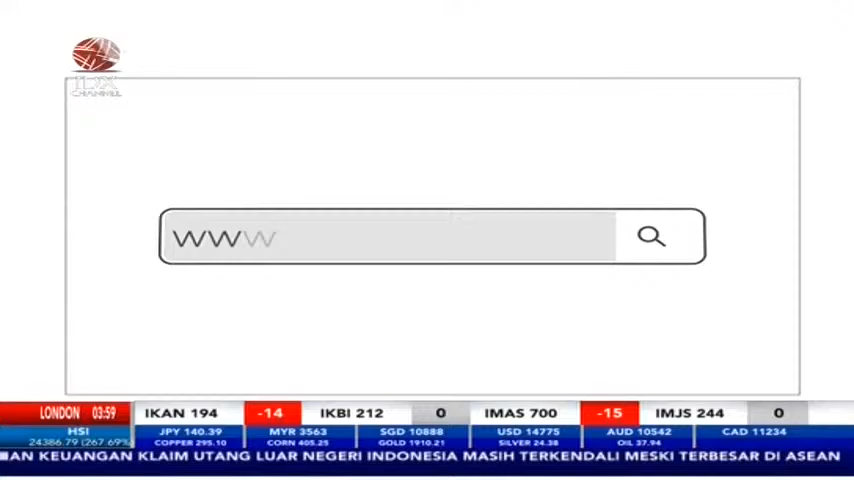 IDX
CHANNEL
www
LONDON 03:59 IKAN 194 -14 IKBI 212 0 IMAS 700 -15 IMJS 244 0
HSI JPY 140.39 MYR 3563 SGD 10888 USD 14775 AUD 10542 CAD 11234
24386.79 (267.69%) COPPER 295.10 CORN 405.25 GOLD 1910.21 SILVER 24.38 OIL 37.94
AN KEUANGAN KLAIM UTANG LUAR NEGERI INDONESIA MASIH TERKENDALI MESKI TERBESAR DI ASEAN